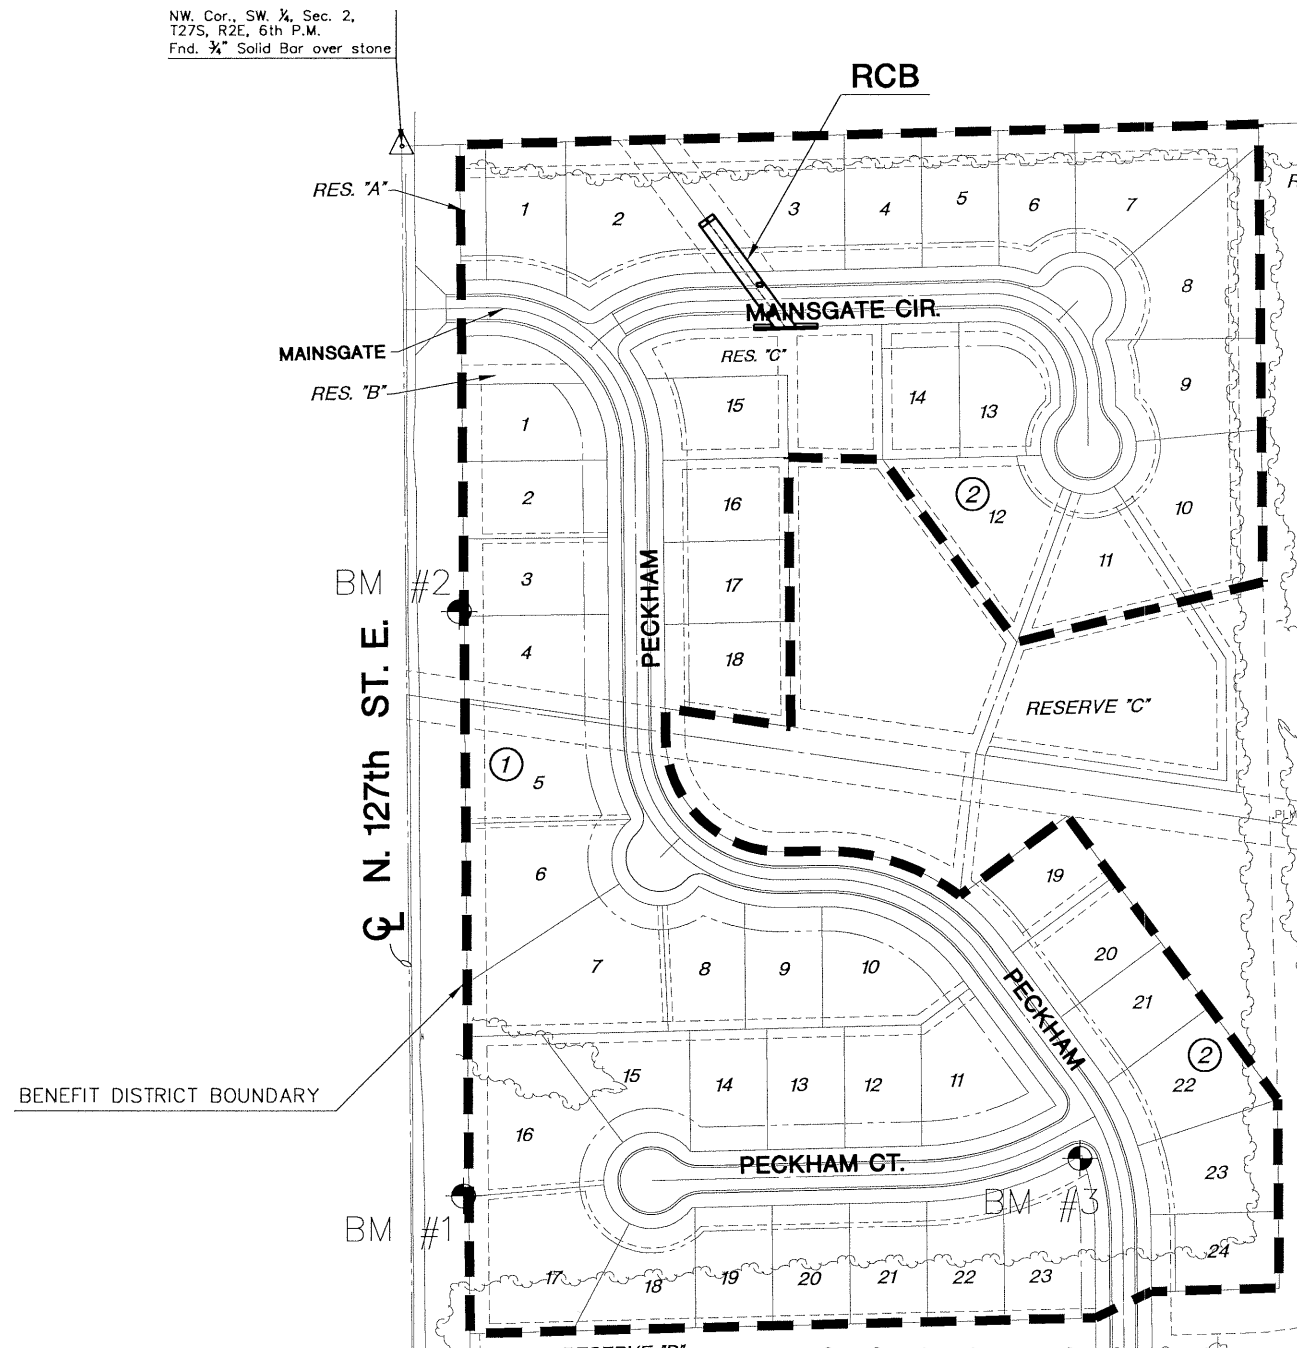 NW. Cor., SW. ¼, Sec. 2,
T27S, R2E, 6th P.M.
Fnd. ¾" Solid Bar over stone
RCB
RES. "A"
1
2
3
4
5
6
7
8
MAINSGATE CIR.
MAINSGATE
RES. "C"
RES. "B"
9
1
15
14
13
2
16
2
12
10
3
17
11
BM #2
PECKHAM
4
18
N. 127th ST. E.
RESERVE "C"
1
5
6
19
7
8
9
10
20
21
PECKHAM
2
22
BENEFIT DISTRICT BOUNDARY
15
14
13
12
11
16
PECKHAM CT.
23
BM #1
BM #3
24
17
18
19
20
21
22
23